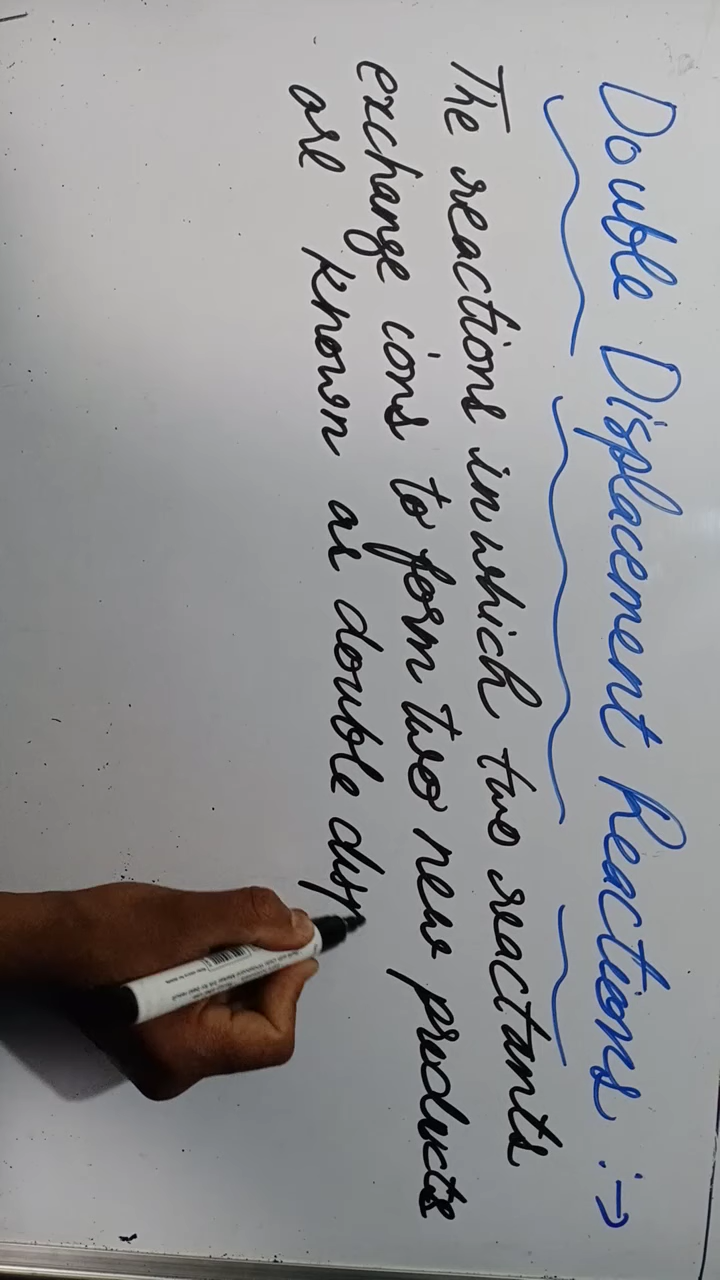 Double Displacement Reactions :→
The reactions in which two reactants
exchange ions to form two new products
are known as double disp